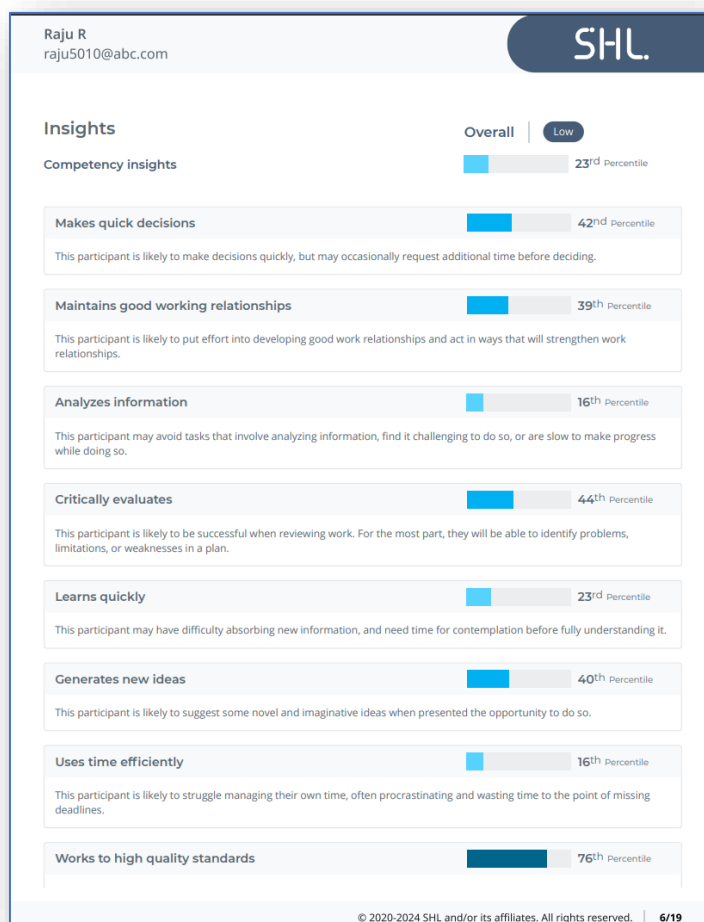 Raju R
raju5010@abc.com
SHL.
Insights
Overall
Low
Competency insights
23rd Percentile
Makes quick decisions
42nd Percentile
This participant is likely to make decisions quickly, but may occasionally request additional time before deciding.
Maintains good working relationships
39th Percentile
This participant is likely to put effort into developing good work relationships and act in ways that will strengthen work
relationships.
Analyzes information
16th Percentile
This participant may avoid tasks that involve analyzing information, find it challenging to do so, or are slow to make progress
while doing so.
Critically evaluates
44th Percentile
This participant is likely to be successful when reviewing work. For the most part, they will be able to identify problems,
limitations, or weaknesses in a plan.
Learns quickly
23rd Percentile
This participant may have difficulty absorbing new information, and need time for contemplation before fully understanding it.
Generates new ideas
40th Percentile
This participant is likely to suggest some novel and imaginative ideas when presented the opportunity to do so.
Uses time efficiently
16th Percentile
This participant is likely to struggle managing their own time, often procrastinating and wasting time to the point of missing
deadlines.
Works to high quality standards
76th Percentile
© 2020-2024 SHL and/or its affiliates. All rights reserved.
6/19